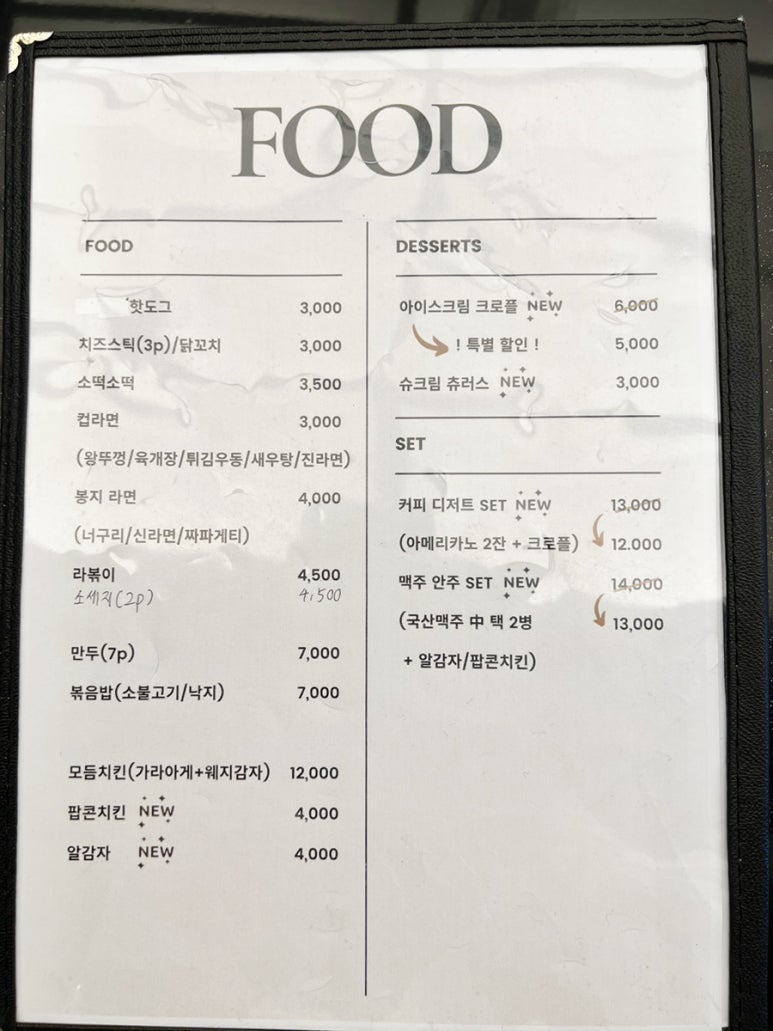 FOOD
FOOD
핫도그 3,000
치즈스틱(3p)/닭꼬치 3,000
소떡소떡 3,500
컵라면 3,000
(왕뚜껑/육개장/튀김우동/새우탕/진라면)
봉지 라면 4,000
(너구리/신라면/짜파게티)
라볶이 4,500
소세지(2p) 4,500
만두(7p) 7,000
볶음밥(소불고기/낙지) 7,000
모듬치킨(가라아게+웨지감자) 12,000
팝콘치킨 NEW 4,000
알감자 NEW 4,000
DESSERTS
아이스크림 크로플 NEW 6,000
! 특별 할인 ! 5,000
슈크림 츄러스 NEW 3,000
SET
커피 디저트 SET NEW 13,000
(아메리카노 2잔 + 크로플) 12.000
맥주 안주 SET NEW 14,000
(국산맥주 中 택 2병 13,000
+ 알감자/팝콘치킨)